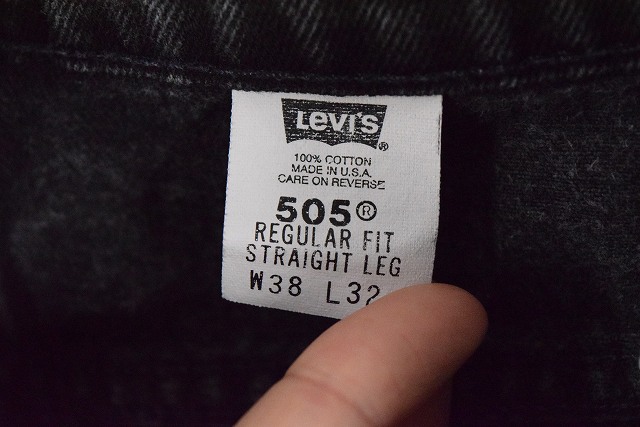 Levi's®
100% COTTON
MADE IN U.S.A.
CARE ON REVERSE
505®
REGULAR FIT
STRAIGHT LEG
W38 L32